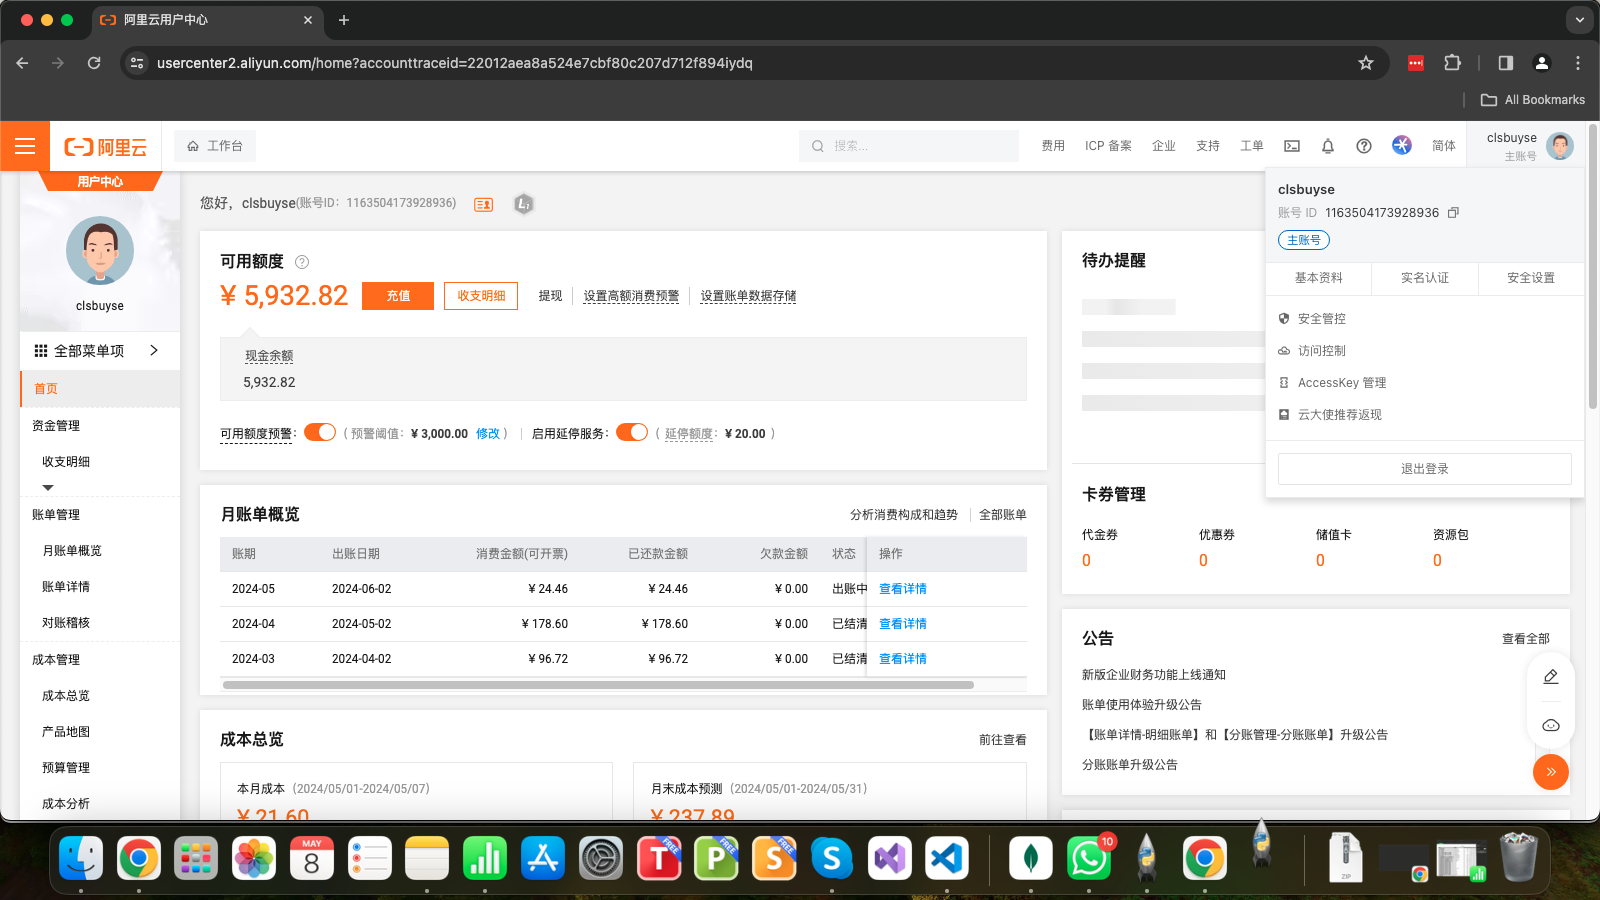 阿里云用户中心
usercenter2.aliyun.com/home?accounttraceid=22012aea8a524e7cbf80c207d712f894iydq
All Bookmarks
阿里云
工作台
搜索...
费用 ICP 备案 企业 支持 工单 简体
clsbuyse
主账号
用户中心
clsbuyse
全部菜单项
首页
资金管理
收支明细
账单管理
月账单概览
账单详情
对账稽核
成本管理
成本总览
产品地图
预算管理
成本分析
您好, clsbuyse(账号ID: 1163504173928936)
可用额度
¥ 5,932.82 充值 收支明细 提现 设置高额消费预警 设置账单数据存储
现金余额
5,932.82
可用额度预警: ( 预警阈值: ¥ 3,000.00 修改 ) 启用延停服务: ( 延停额度: ¥ 20.00 )
月账单概览 分析消费构成和趋势 全部账单
账期 出账日期 消费金额(可开票) 已还款金额 欠款金额 状态 操作
2024-05 2024-06-02 ¥ 24.46 ¥ 24.46 ¥ 0.00 出账中 查看详情
2024-04 2024-05-02 ¥ 178.60 ¥ 178.60 ¥ 0.00 已结清 查看详情
2024-03 2024-04-02 ¥ 96.72 ¥ 96.72 ¥ 0.00 已结清 查看详情
成本总览 前往查看
本月成本 (2024/05/01-2024/05/07)
¥ 21.60
月末成本预测 (2024/05/01-2024/05/31)
¥ 237.89
待办提醒
clsbuyse
账号 ID 1163504173928936
主账号
基本资料 实名认证 安全设置
安全管控
访问控制
AccessKey 管理
云大使推荐返现
退出登录
卡券管理
代金券 优惠券 储值卡 资源包
0 0 0 0
公告 查看全部
新版企业财务功能上线通知
账单使用体验升级公告
【账单详情-明细账单】和【分账管理-分账账单】升级公告
分账账单升级公告
MAY
8
T FREE
P FREE
S FREE
10
ZIP